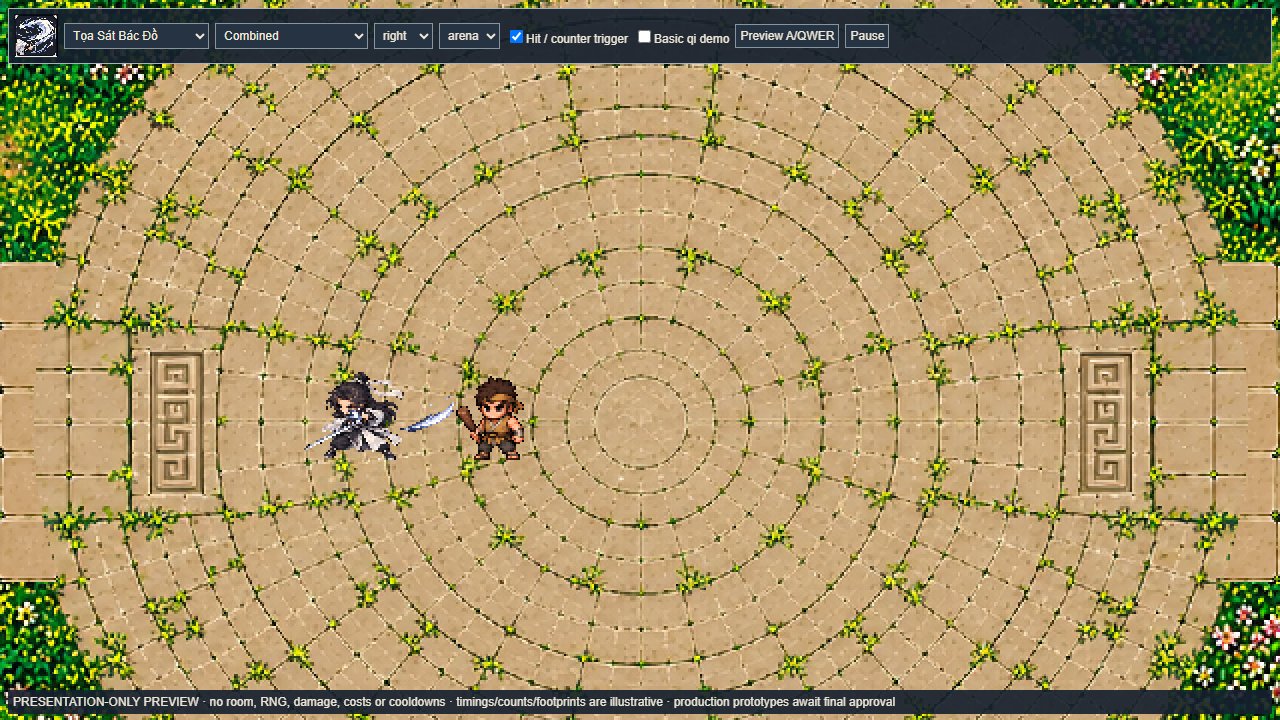 Tọa Sát Bác Đồ Combined right arena Hit / counter trigger Basic qi demo Preview A/QWER Pause
PRESENTATION-ONLY PREVIEW · no room, RNG, damage, costs or cooldowns · timings/counts/footprints are illustrative · production prototypes await final approval